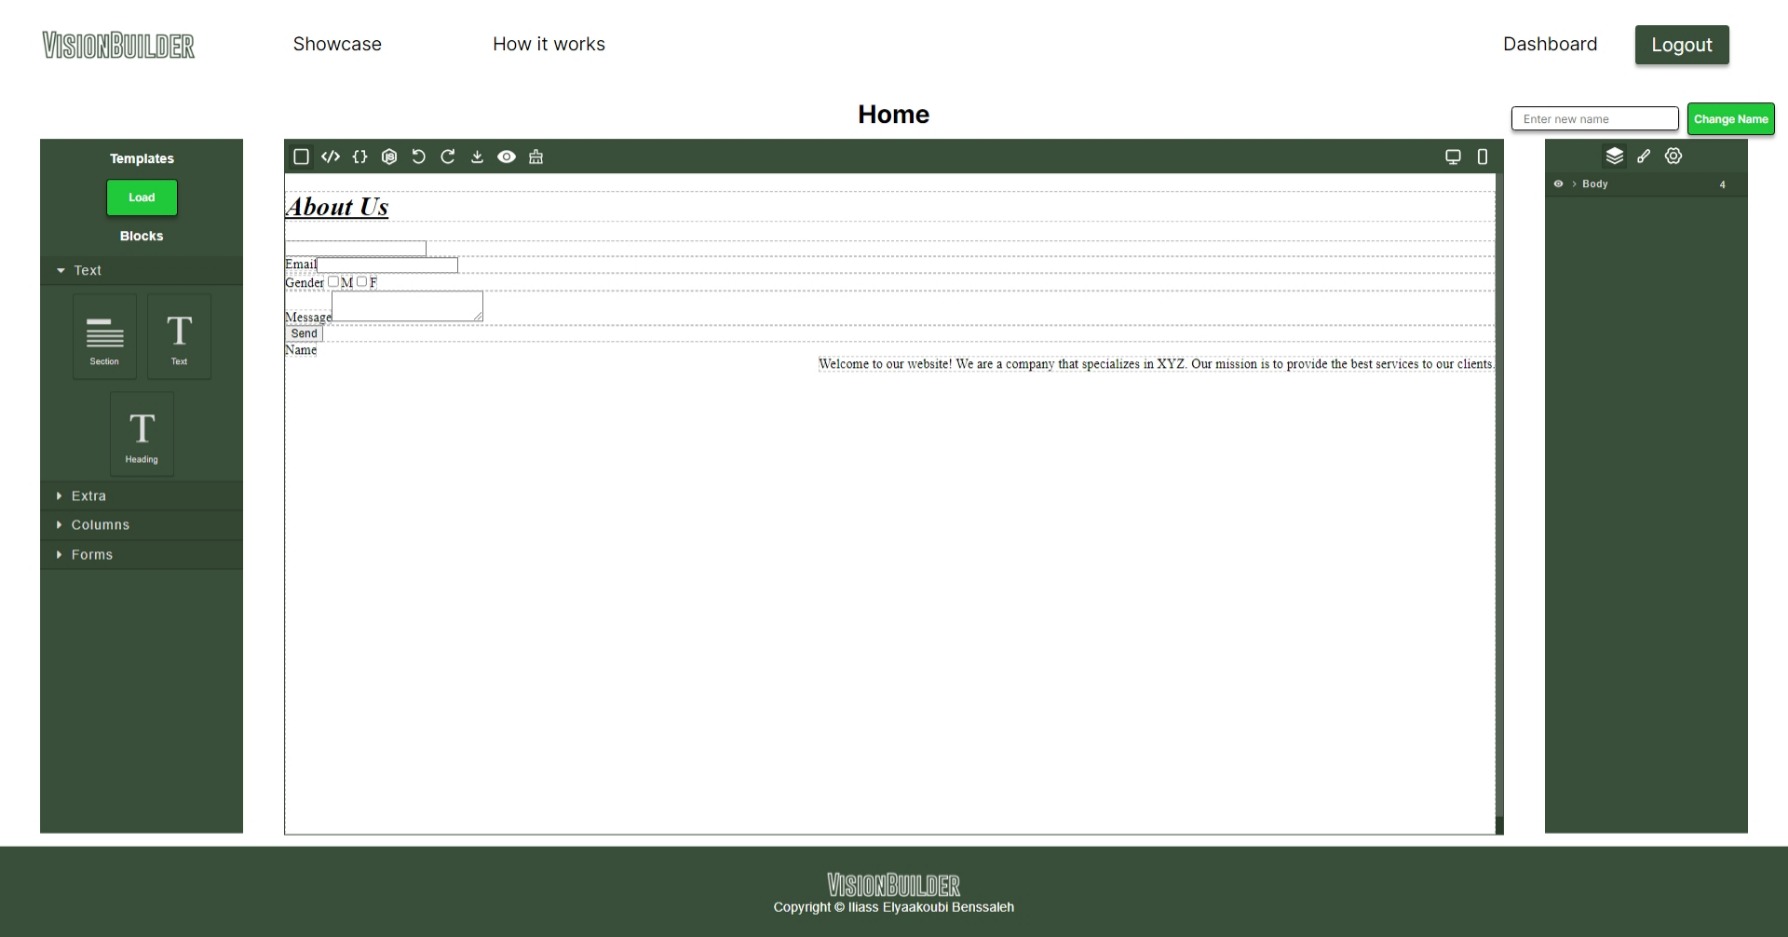 VISIONBUILDER
Showcase
How it works
Dashboard
Logout
Home
Enter new name
Change Name
Templates
Load
Blocks
Text
Section
Text
Heading
Extra
Columns
Forms
About Us
Email
Gender M F
Message
Send
Name
Welcome to our website! We are a company that specializes in XYZ. Our mission is to provide the best services to our clients.
Body 4
VISIONBUILDER
Copyright © Iliass Elyaakoubi Benssaleh